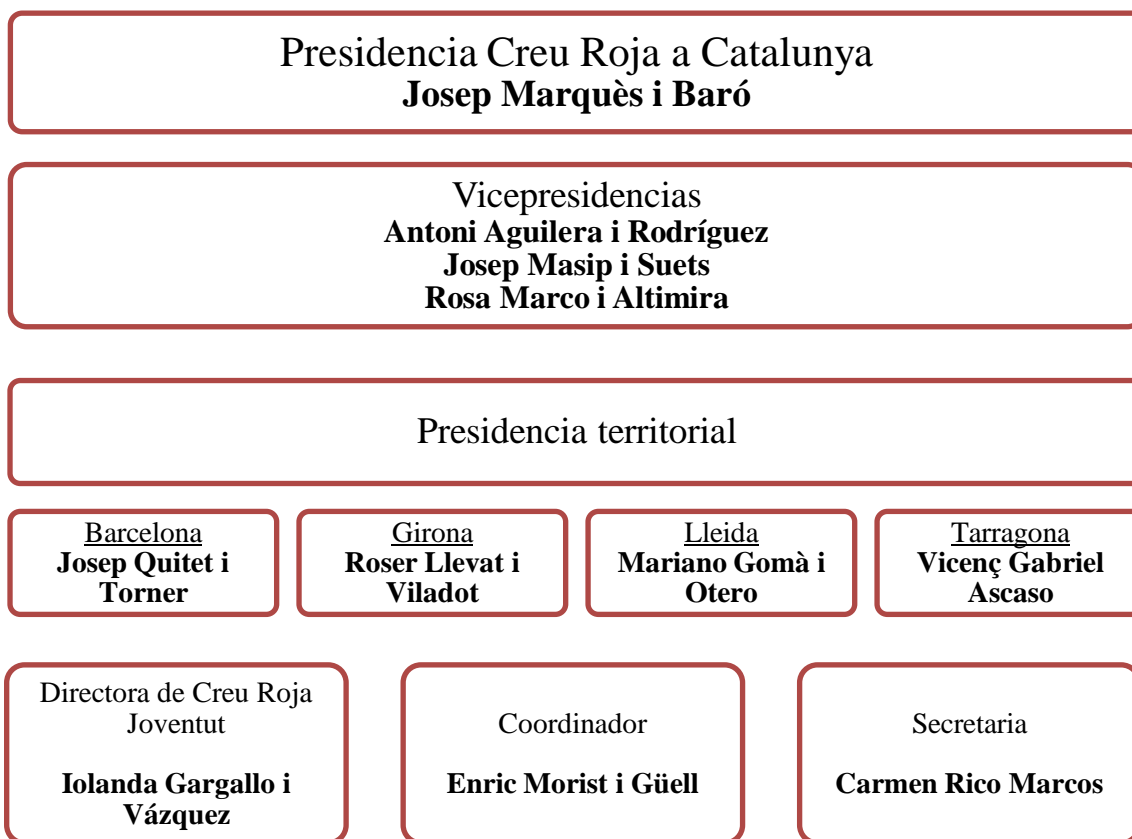 Presidencia Creu Roja a Catalunya
Josep Marquès i Baró
Vicepresidencias
Antoni Aguilera i Rodríguez
Josep Masip i Suets
Rosa Marco i Altimira
Presidencia territorial
Barcelona
Josep Quitet i
Torner
Girona
Roser Llevat i
Viladot
Lleida
Mariano Gomà i
Otero
Tarragona
Vicenç Gabriel
Ascaso
Directora de Creu Roja
Joventut
Iolanda Gargallo i
Vázquez
Coordinador
Enric Morist i Güell
Secretaria
Carmen Rico Marcos